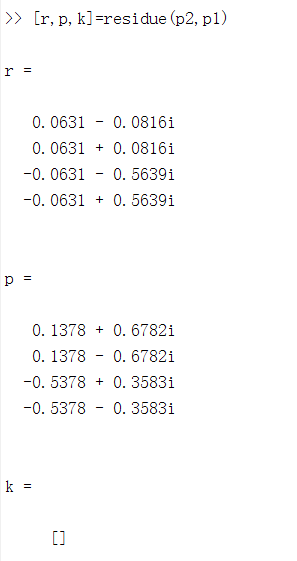 >> [r,p,k]=residue(p2,p1)
r =
0.0631 - 0.0816i
0.0631 + 0.0816i
-0.0631 - 0.5639i
-0.0631 + 0.5639i
p =
0.1378 + 0.6782i
0.1378 - 0.6782i
-0.5378 + 0.3583i
-0.5378 - 0.3583i
k =
[]